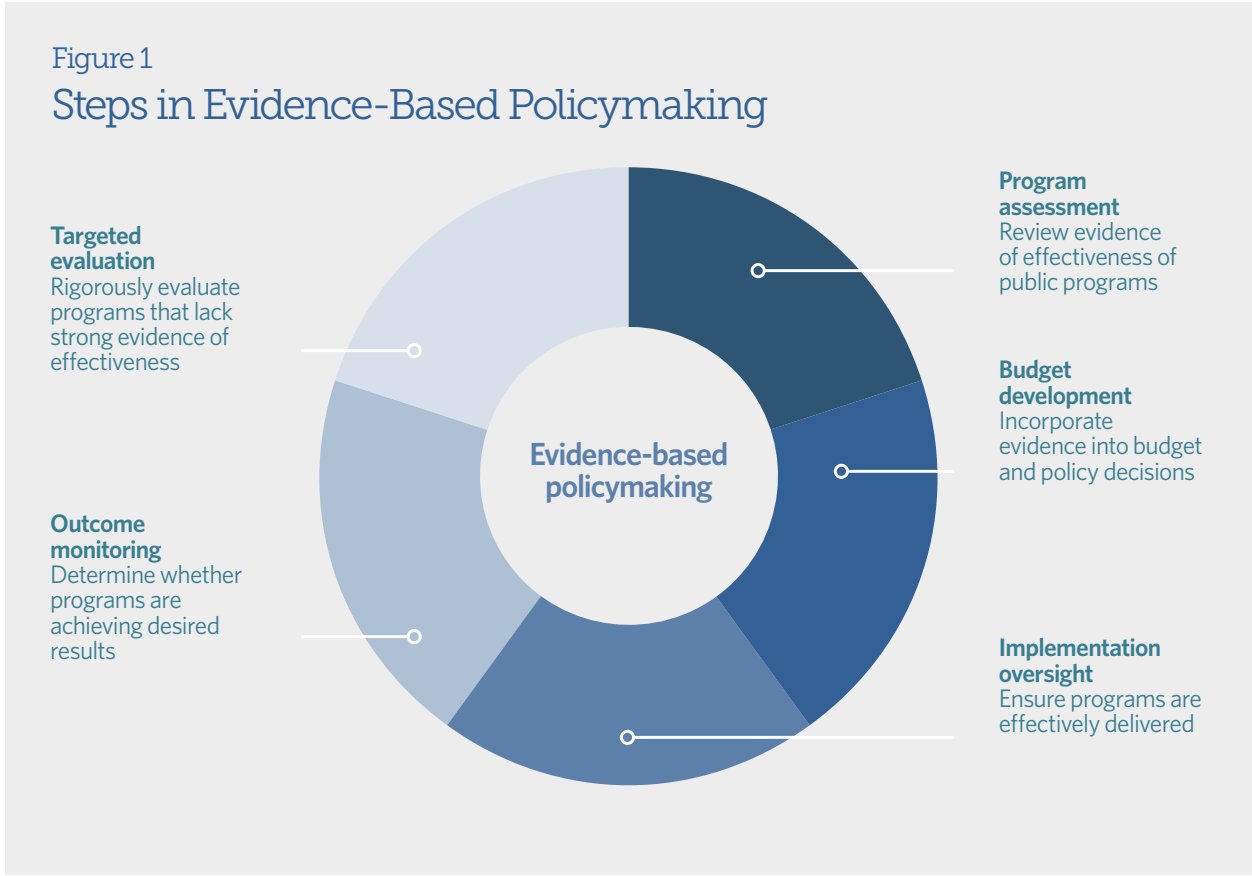 Figure 1
Steps in Evidence-Based Policymaking
Program
assessment
Review evidence
of effectiveness of
public programs
Budget
development
Incorporate
evidence into budget
and policy decisions
Implementation
oversight
Ensure programs are
effectively delivered
Outcome
monitoring
Determine whether
programs are
achieving desired
results
Targeted
evaluation
Rigorously evaluate
programs that lack
strong evidence of
effectiveness
Evidence-based
policymaking